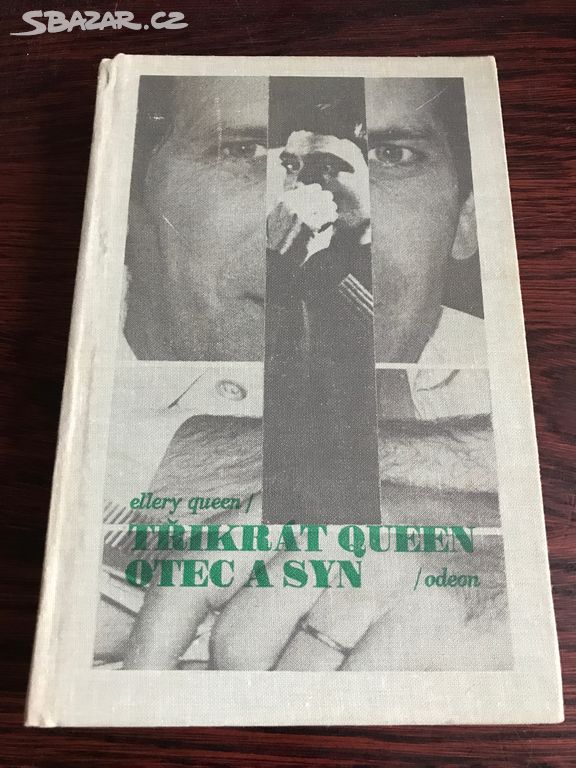 SBAZAR.CZ
ellery queen/
TŘIKRÁT QUEEN
OTEC A SYN
/odeon